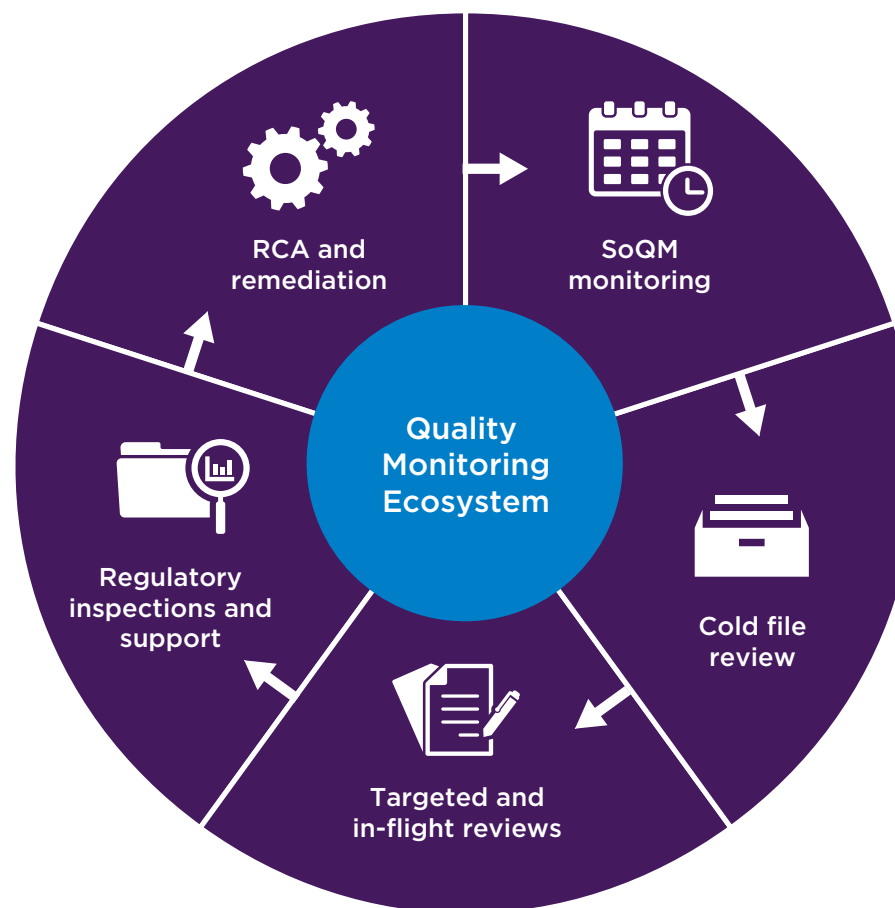 RCA and
remediation
SoQM
monitoring
Quality
Monitoring
Ecosystem
Regulatory
inspections and
support
Cold file
review
Targeted and
in-flight reviews